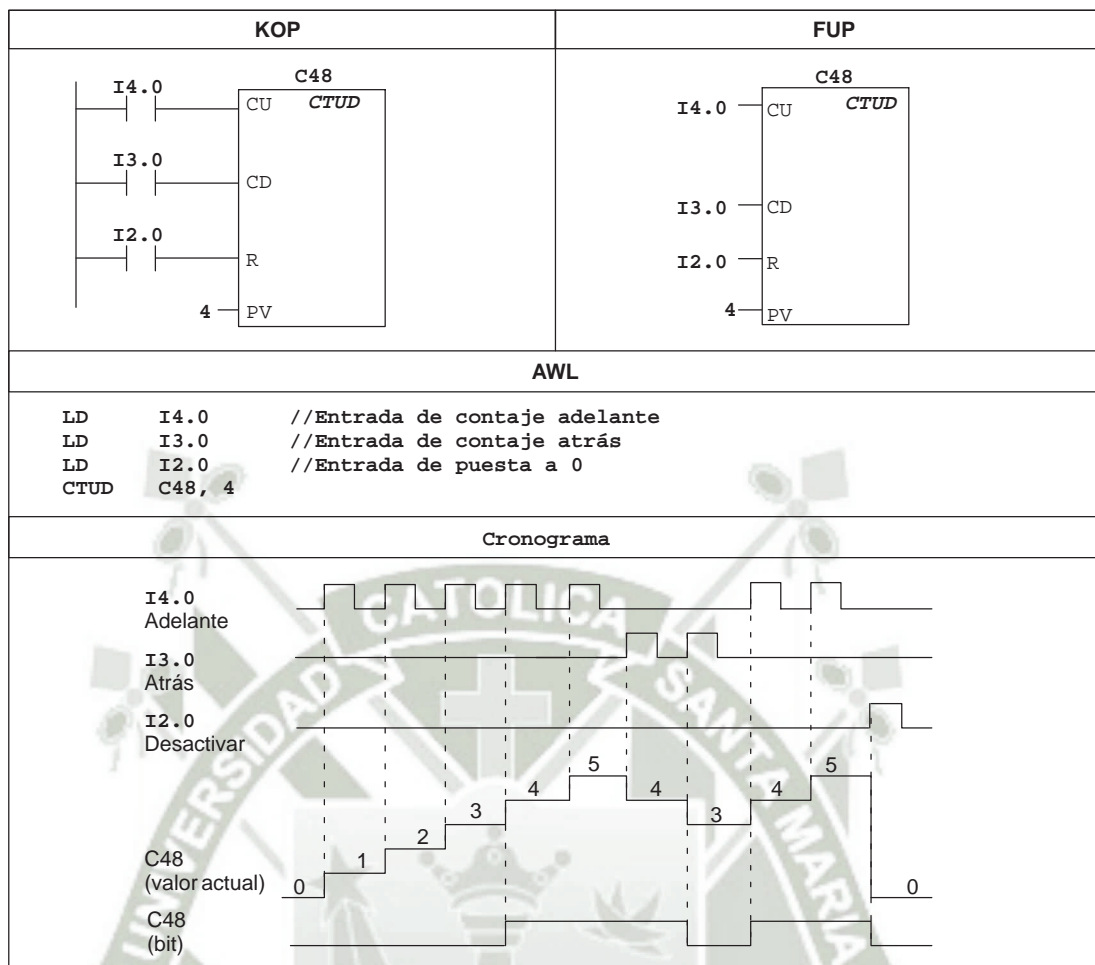 KOP
FUP
C48
I4.0
CU CTUD
I3.0
CD
I2.0
R
4 PV
C48
I4.0 CU CTUD
I3.0 CD
I2.0 R
4 PV
AWL
LD I4.0 //Entrada de contaje adelante
LD I3.0 //Entrada de contaje atrás
LD I2.0 //Entrada de puesta a 0
CTUD C48, 4
Cronograma
I4.0
Adelante
I3.0
Atrás
I2.0
Desactivar
C48
(valor actual)
0 1 2 3 4 5 4 3 4 5 0
C48
(bit)
UNIVERSIDAD CATOLICA SANTA MARIA